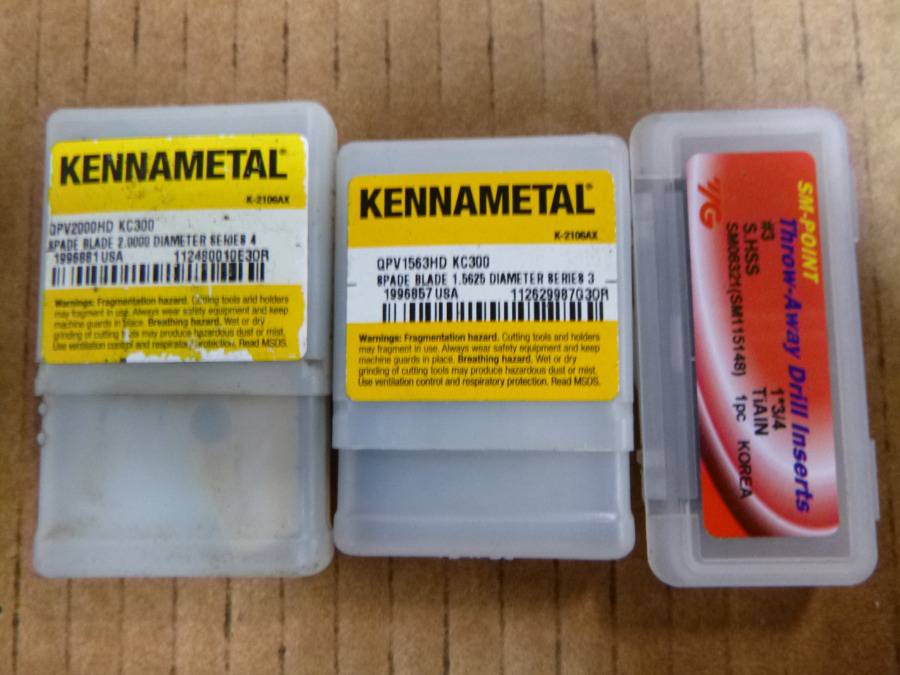 KENNAMETAL®
K-2106AX
QPV2000HD KC300
SPADE BLADE 2.0000 DIAMETER SERIES 4
1996881 USA 112480010E30R
Warnings: Fragmentation hazard. Cutting tools and holders
may fragment in use. Always wear safety equipment and keep
machine guards in place. Breathing hazard. Wet or dry
grinding of cutting tools may produce hazardous dust or mist.
Use ventilation control and respiratory protection. Read MSDS.
KENNAMETAL®
K-2106AX
QPV1563HD KC300
SPADE BLADE 1.5625 DIAMETER SERIES 3
1996857 USA 112629987G30R
Warnings: Fragmentation hazard. Cutting tools and holders
may fragment in use. Always wear safety equipment and keep
machine guards in place. Breathing hazard. Wet or dry
grinding of cutting tools may produce hazardous dust or mist.
Use ventilation control and respiratory protection. Read MSDS.
YG
SM-POINT
Throw-Away Drill Inserts
#3 1*3/4
S.HSS TiAlN
SM06321(SM115148) 1pc KOREA